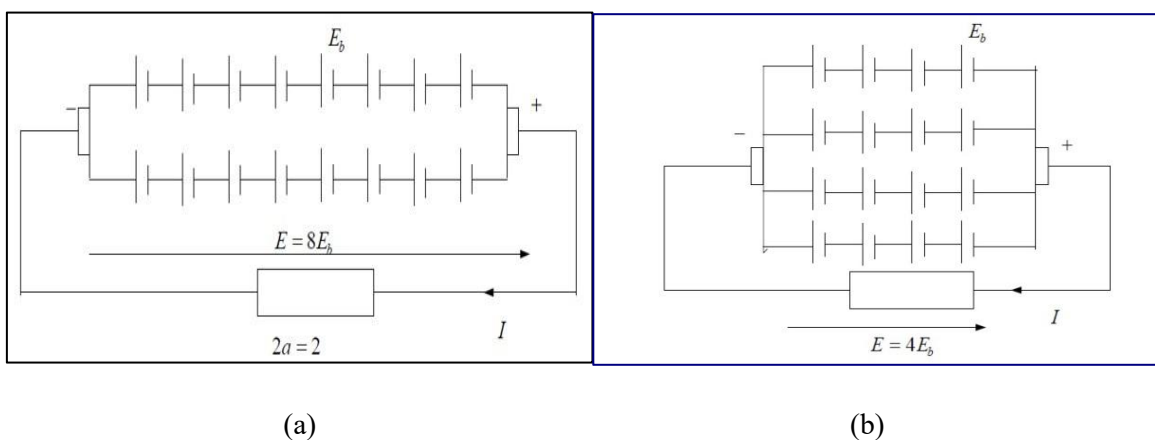 E_b
− +
E = 8E_b
I
2a = 2
(a)
E_b
− +
I
E = 4E_b
(b)